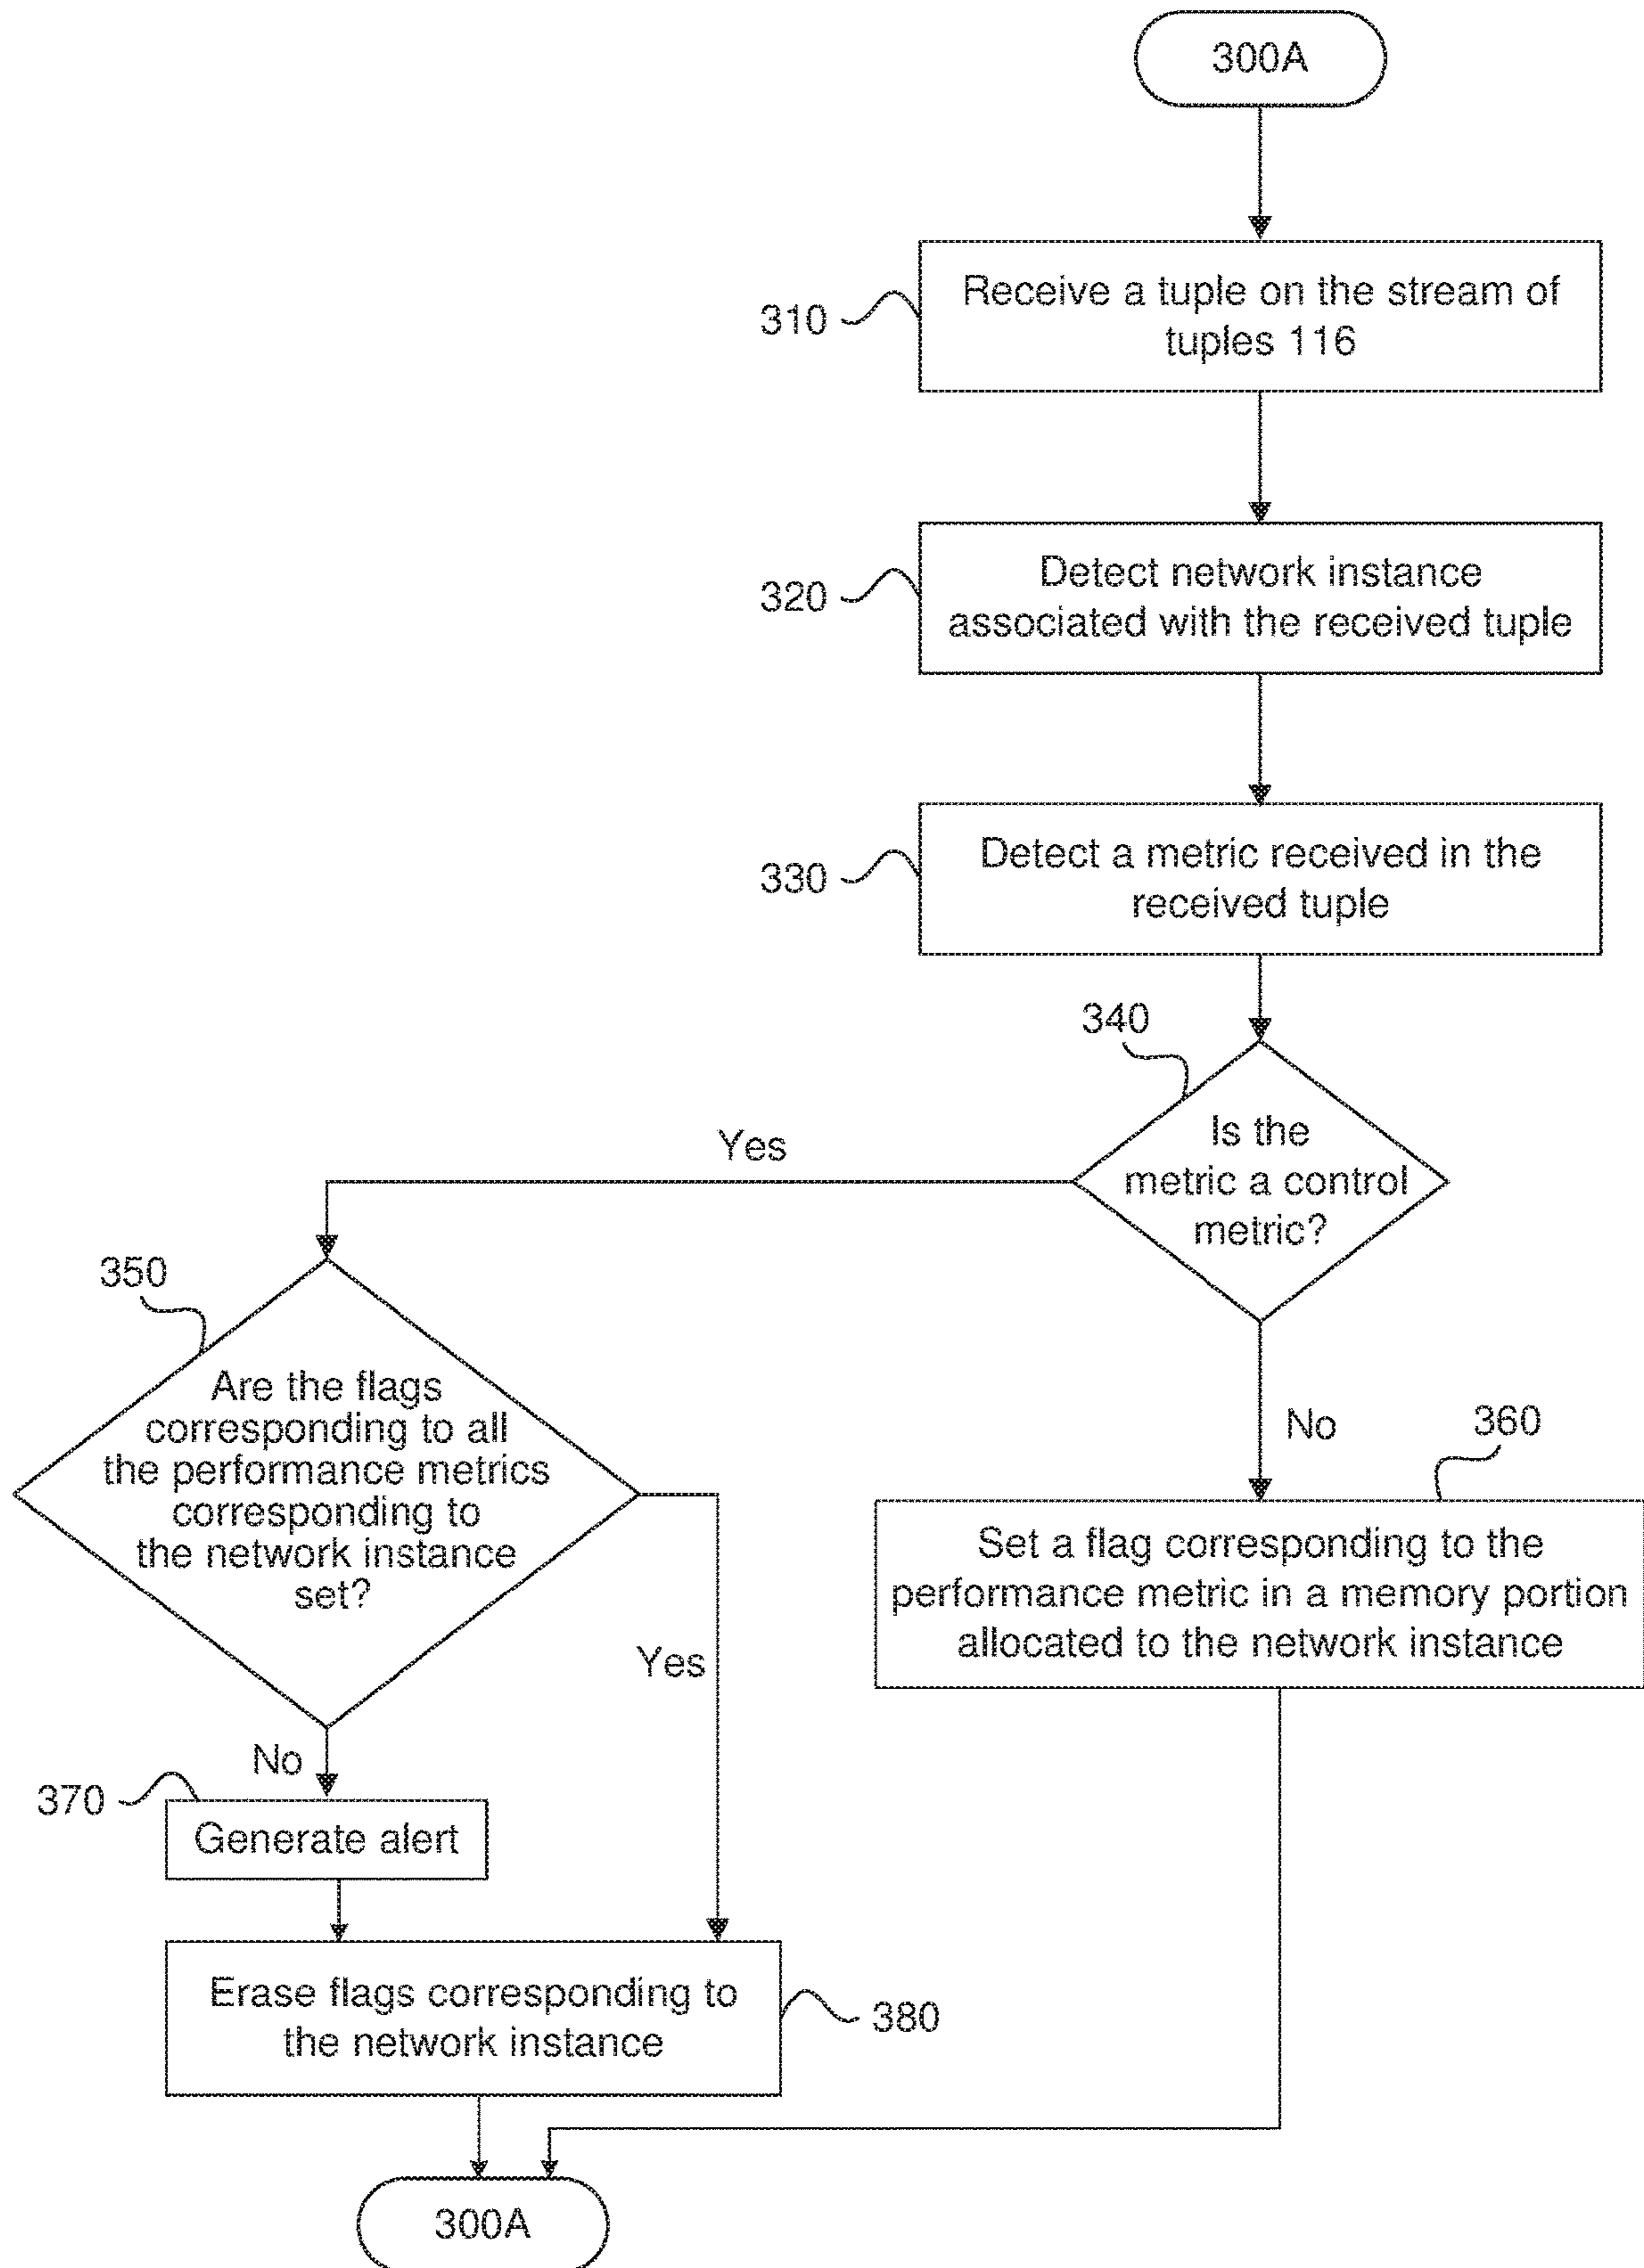 300A
310
Receive a tuple on the stream of
tuples 116
320
Detect network instance
associated with the received tuple
330
Detect a metric received in the
received tuple
340
Is the
metric a control
metric?
Yes
No
350
Are the flags
corresponding to all
the performance metrics
corresponding to
the network instance
set?
Yes
No
360
Set a flag corresponding to the
performance metric in a memory portion
allocated to the network instance
370
Generate alert
Erase flags corresponding to
the network instance
380
300A